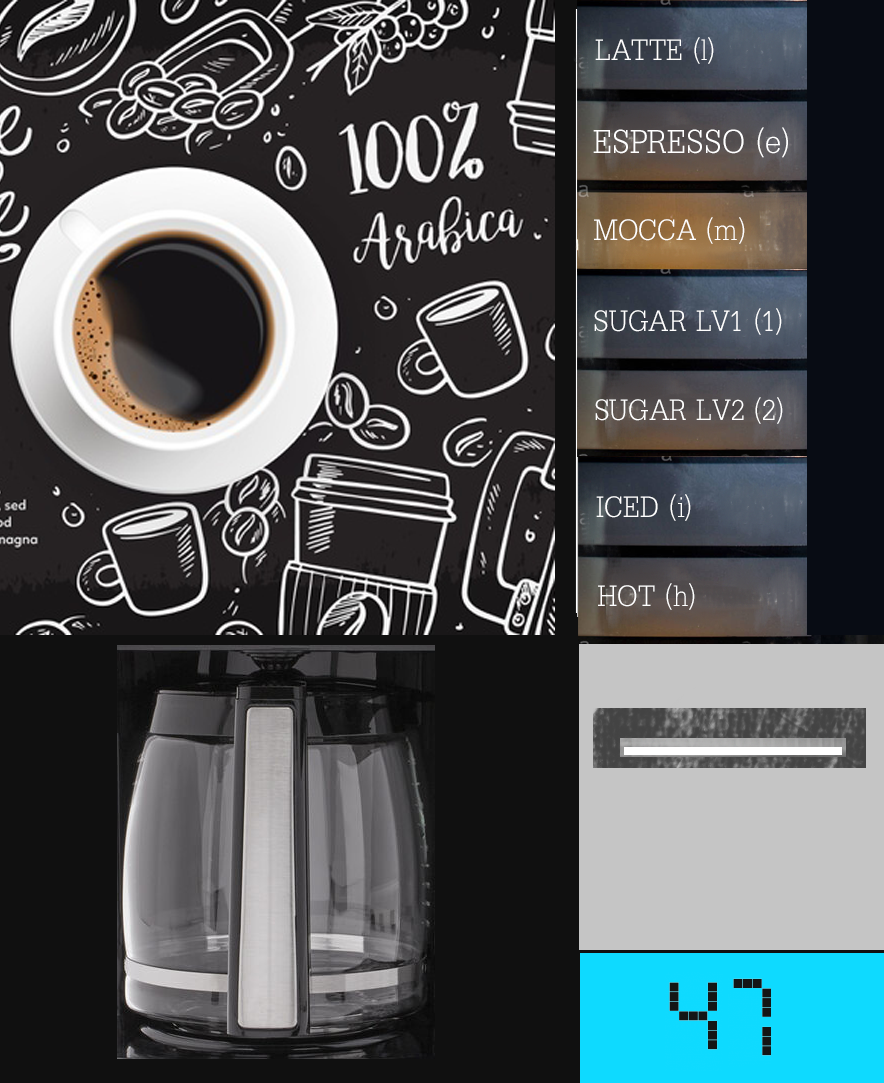 100%
Arabica
sed
od
magna
LATTE (l)
ESPRESSO (e)
MOCCA (m)
SUGAR LV1 (1)
SUGAR LV2 (2)
ICED (i)
HOT (h)
47